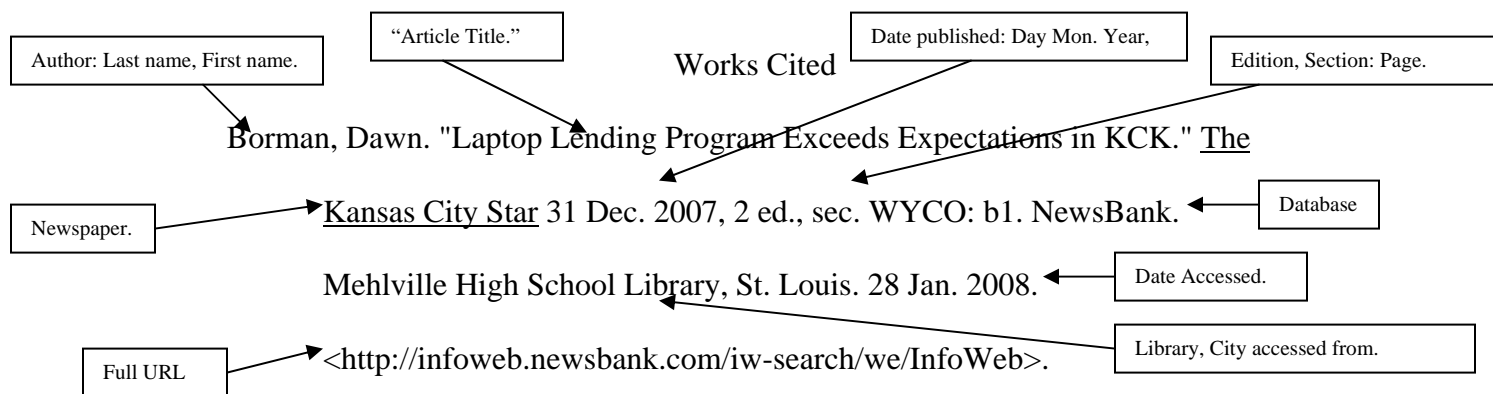 “Article Title.”
Date published: Day Mon. Year,
Author: Last name, First name.
Works Cited
Edition, Section: Page.
Borman, Dawn. "Laptop Lending Program Exceeds Expectations in KCK." The
Newspaper.
Kansas City Star 31 Dec. 2007, 2 ed., sec. WYCO: b1. NewsBank.
Database
Mehlville High School Library, St. Louis. 28 Jan. 2008.
Date Accessed.
Full URL
<http://infoweb.newsbank.com/iw-search/we/InfoWeb>.
Library, City accessed from.